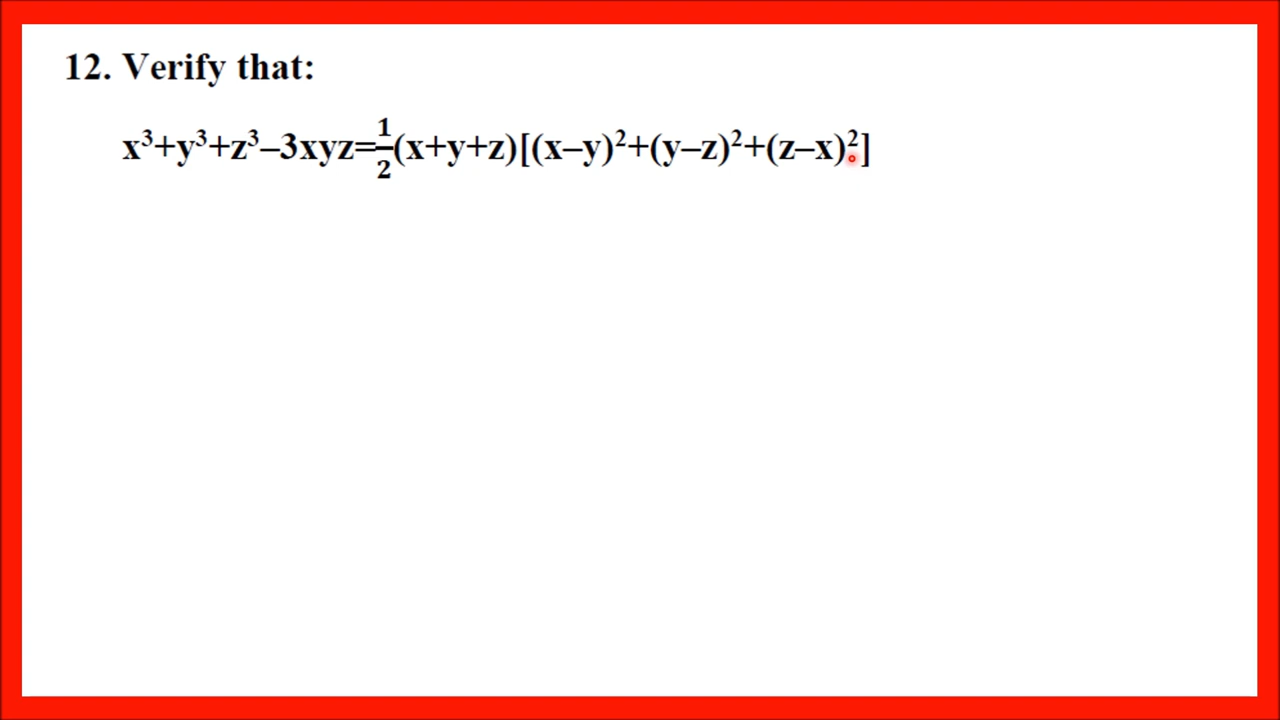 12. Verify that:
x³+y³+z³–3xyz=½(x+y+z)[(x–y)²+(y–z)²+(z–x)²]